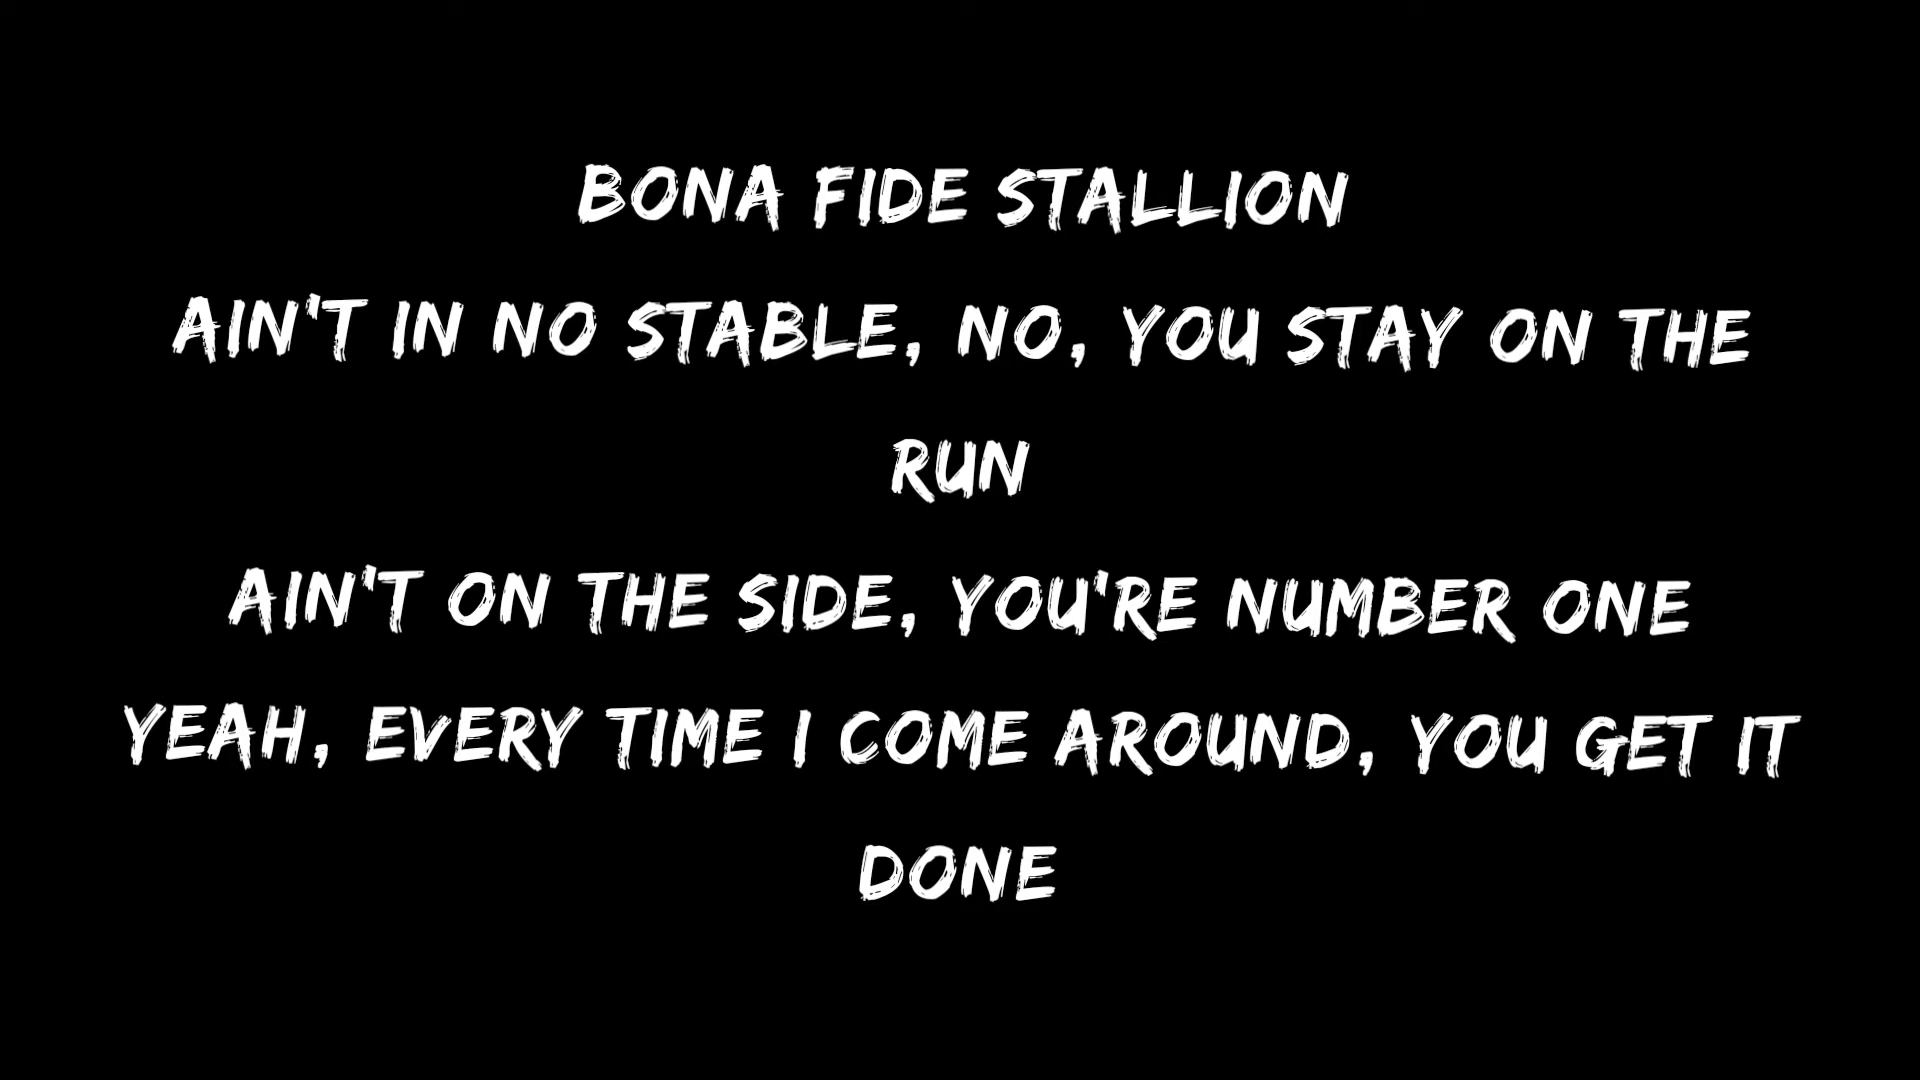 BONA FIDE STALLION
AIN'T IN NO STABLE, NO, YOU STAY ON THE
RUN
AIN'T ON THE SIDE, YOU'RE NUMBER ONE
YEAH, EVERY TIME I COME AROUND, YOU GET IT
DONE